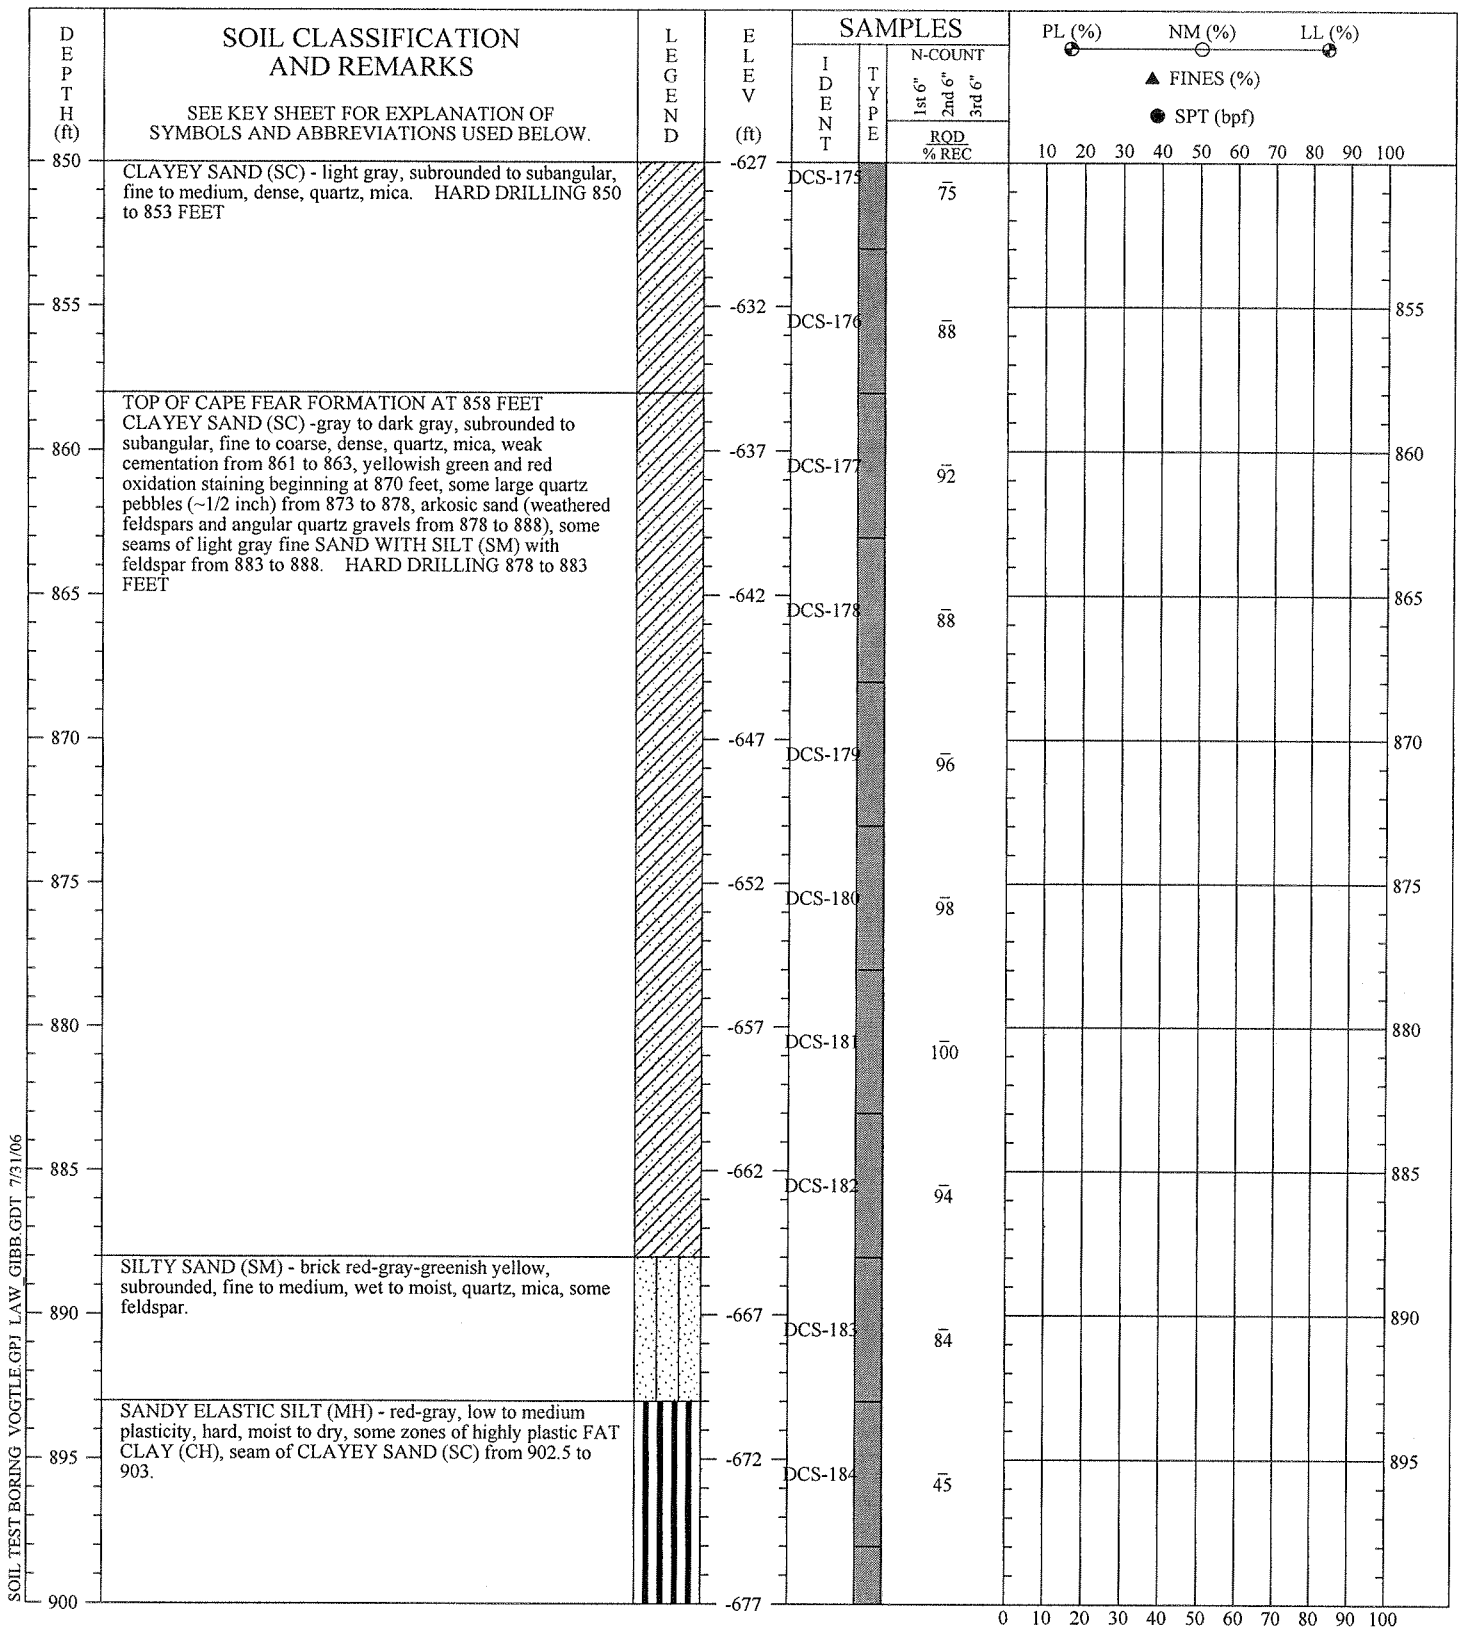 DEPTH (ft)
SOIL CLASSIFICATION
AND REMARKS
SEE KEY SHEET FOR EXPLANATION OF
SYMBOLS AND ABBREVIATIONS USED BELOW.
LEGEND
ELEV (ft)
SAMPLES
IDENT
TYPE
N-COUNT
1st 6"
2nd 6"
3rd 6"
RQD
% REC
PL (%) NM (%) LL (%)
▲ FINES (%)
● SPT (bpf)
10 20 30 40 50 60 70 80 90 100
850
CLAYEY SAND (SC) - light gray, subrounded to subangular,
fine to medium, dense, quartz, mica. HARD DRILLING 850
to 853 FEET
-627
DCS-175
75
855
-632
DCS-176
88
855
TOP OF CAPE FEAR FORMATION AT 858 FEET
CLAYEY SAND (SC) -gray to dark gray, subrounded to
subangular, fine to coarse, dense, quartz, mica, weak
cementation from 861 to 863, yellowish green and red
oxidation staining beginning at 870 feet, some large quartz
pebbles (~1/2 inch) from 873 to 878, arkosic sand (weathered
feldspars and angular quartz gravels from 878 to 888), some
seams of light gray fine SAND WITH SILT (SM) with
feldspar from 883 to 888. HARD DRILLING 878 to 883
FEET
860
-637
DCS-177
92
860
865
-642
DCS-178
88
865
870
-647
DCS-179
96
870
875
-652
DCS-180
98
875
880
-657
DCS-181
100
880
885
-662
DCS-182
94
885
SILTY SAND (SM) - brick red-gray-greenish yellow,
subrounded, fine to medium, wet to moist, quartz, mica, some
feldspar.
890
-667
DCS-183
84
890
SANDY ELASTIC SILT (MH) - red-gray, low to medium
plasticity, hard, moist to dry, some zones of highly plastic FAT
CLAY (CH), seam of CLAYEY SAND (SC) from 902.5 to
903.
895
-672
DCS-184
45
895
900
-677
0 10 20 30 40 50 60 70 80 90 100
SOIL TEST BORING VOGTLE.GPJ LAW_GIBB.GDT 7/31/06